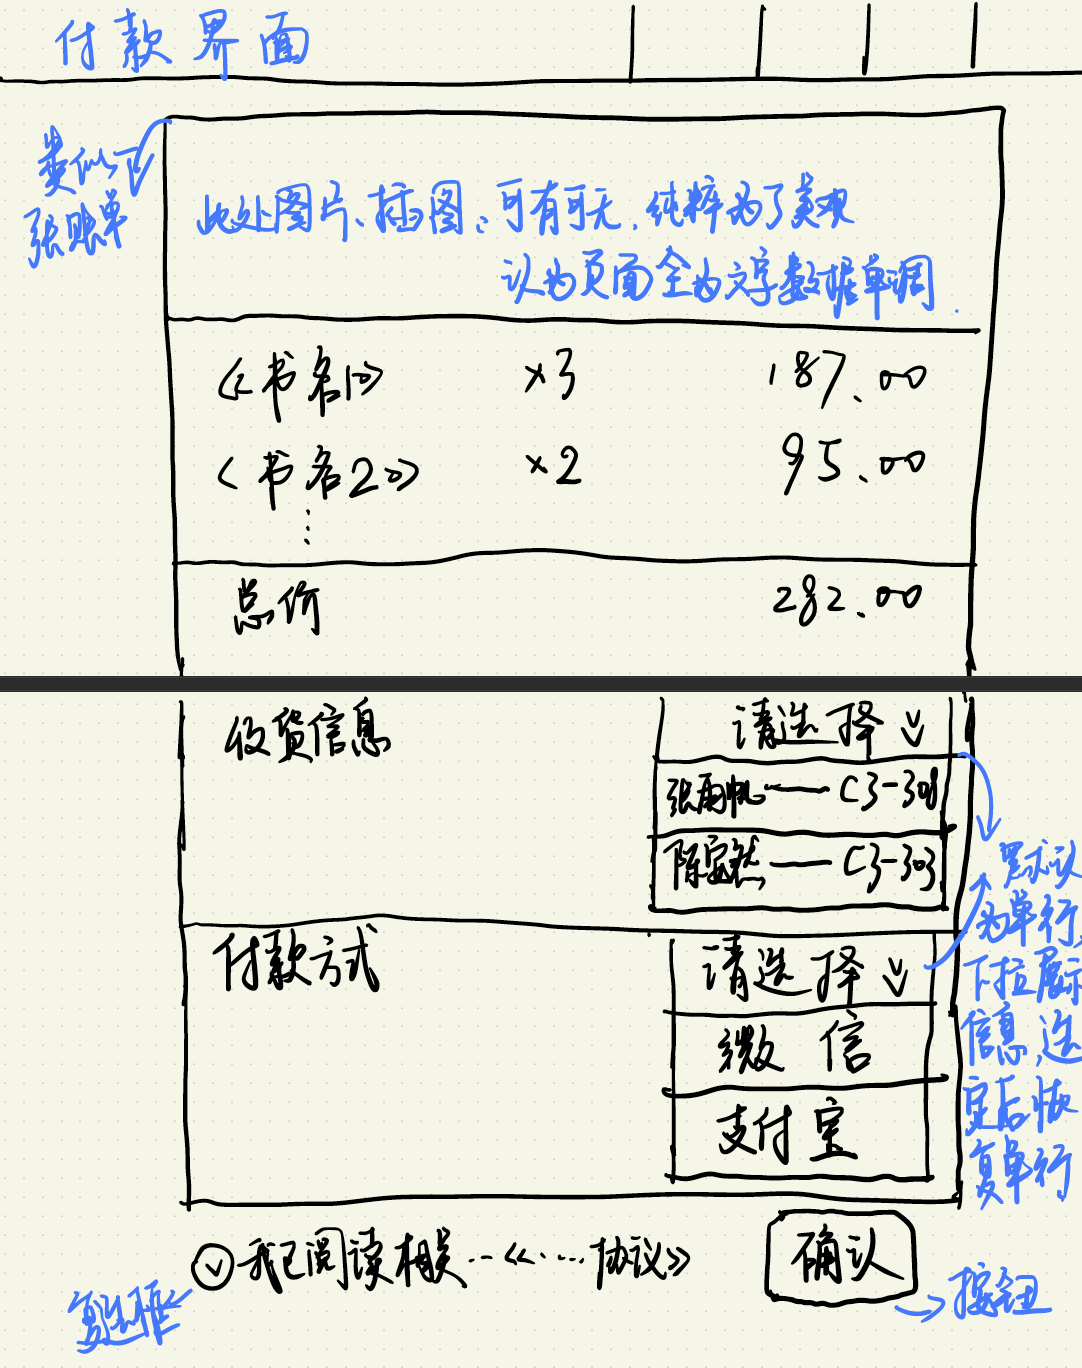 付款界面
类似一
张账单
此处图片、插图,可有可无,纯粹为了美观
认为页面全为文字数据单调.
《书名1》 ×3 187.00
《书名2》 ×2 95.00
⋮
总价 282.00
收货信息 请选择
张雨帆——C3-308
陈安然——C3-303
付款方式 请选择
微信
支付宝
默认
为单行,
下拉展示
信息,选
定后恢
复单行
我已阅读相关…《……协议》 确认
复选框
按钮